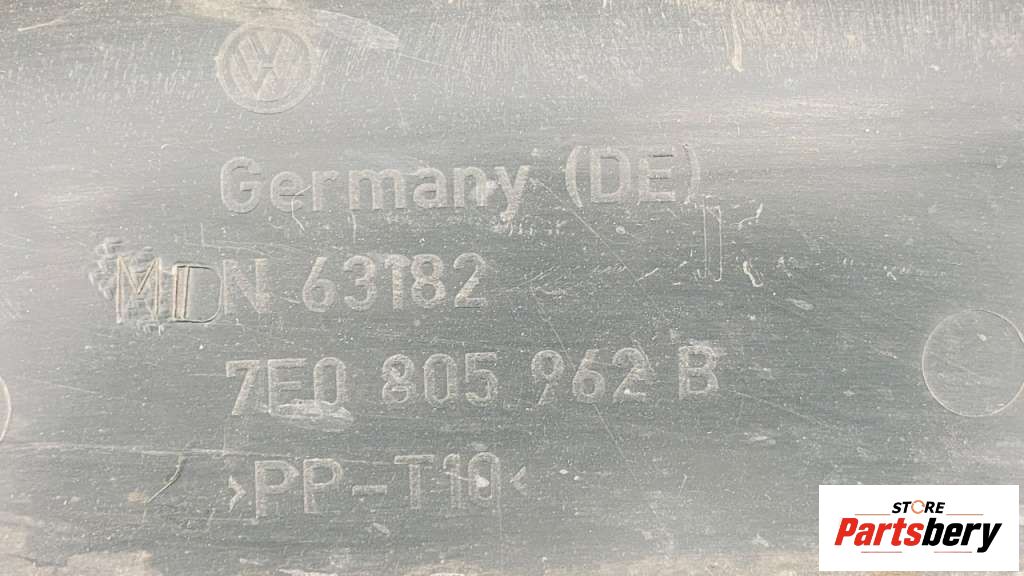 Germany (DE)
MDN 63182
7E0 805 962 B
>PP-T10<
STORE
Partsbery